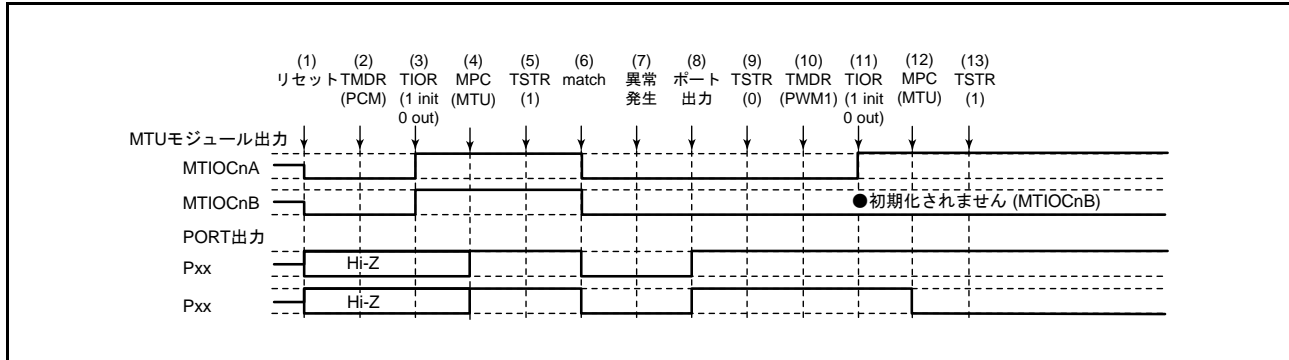 (1) (2) (3) (4) (5) (6) (7) (8) (9) (10) (11) (12) (13)
リセット TMDR TIOR MPC TSTR match 異常 ポート TSTR TMDR TIOR MPC TSTR
(PCM) (1 init (MTU) (1) 発生 出力 (0) (PWM1) (1 init (MTU) (1)
0 out) 0 out)
MTUモジュール出力
MTIOCnA
MTIOCnB ●初期化されません (MTIOCnB)
PORT出力
Pxx Hi-Z
Pxx Hi-Z